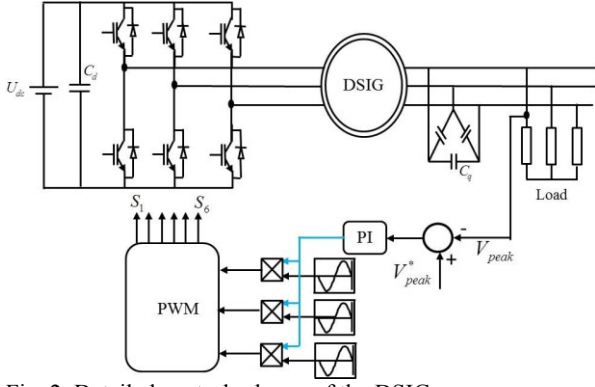 U_dc
C_d
DSIG
C_q
Load
S_1
S_6
PWM
PI
-
+
V_peak
V*_peak
Fig. 2. Detailed control scheme of the DSIG